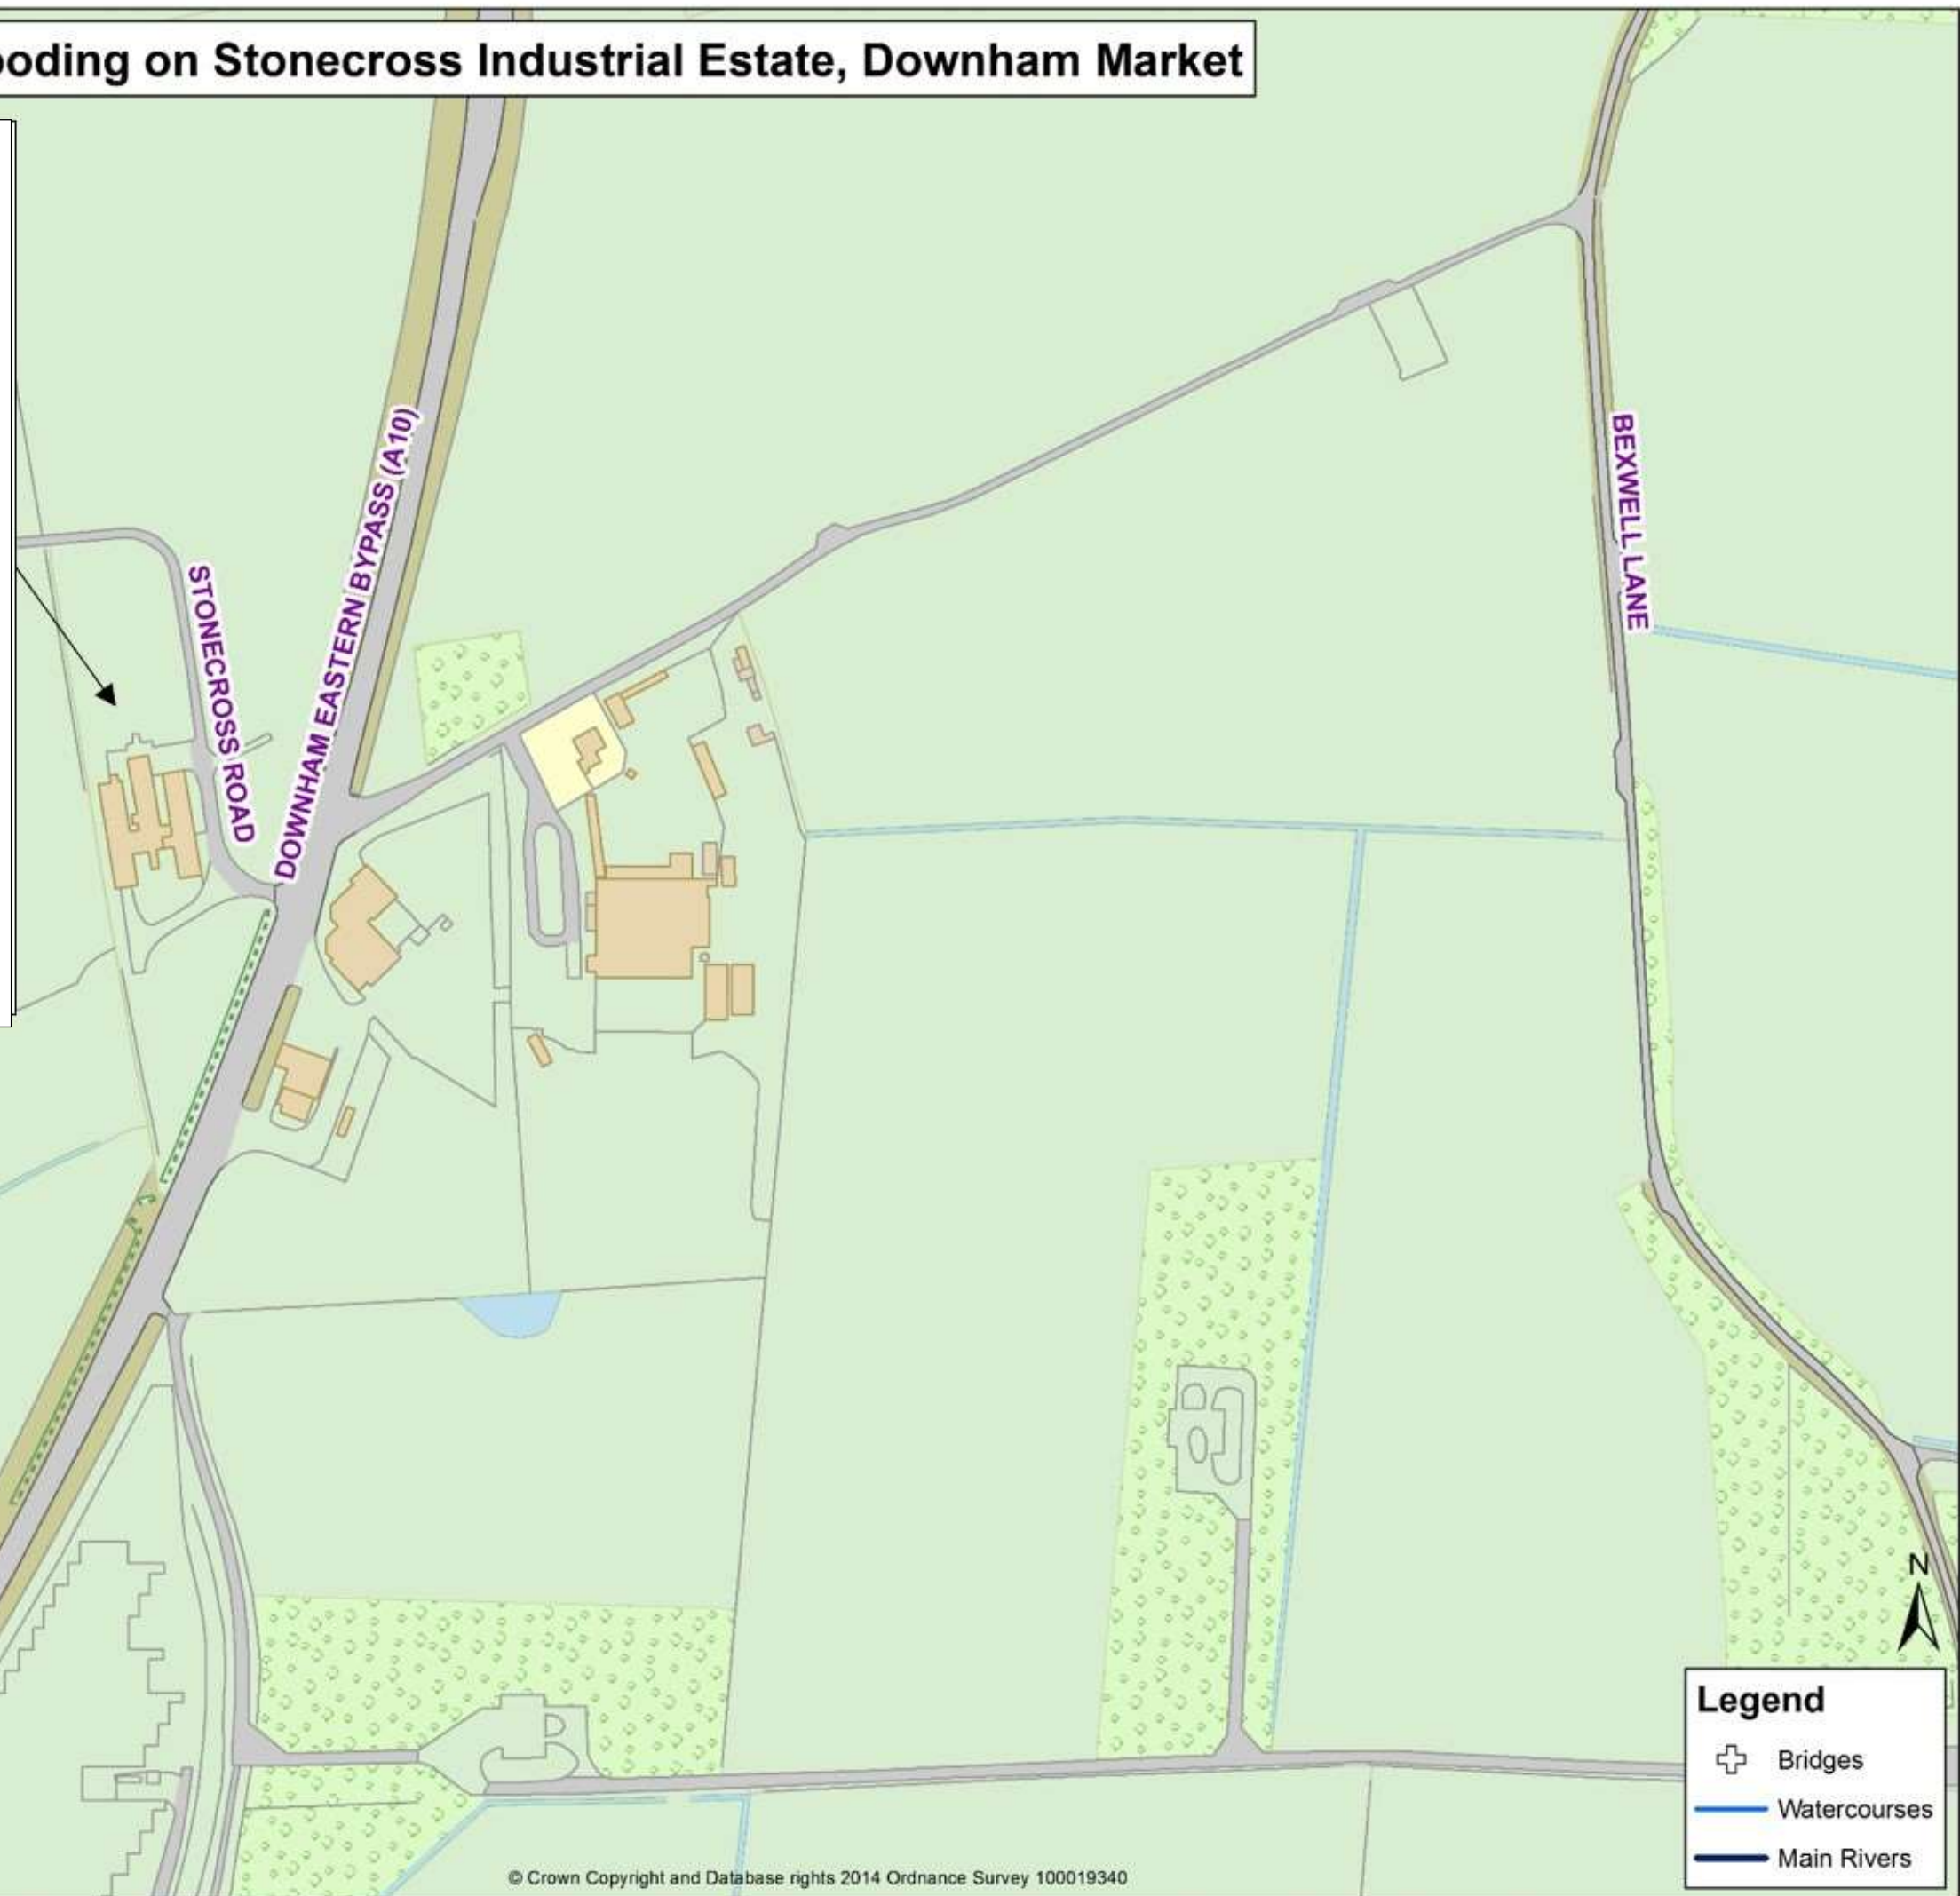 ooding on Stonecross Industrial Estate, Downham Market
DOWNHAM EASTERN BYPASS (A10)
BEXWELL LANE
STONECROSS ROAD
N
Legend
Bridges
Watercourses
Main Rivers
© Crown Copyright and Database rights 2014 Ordnance Survey 100019340